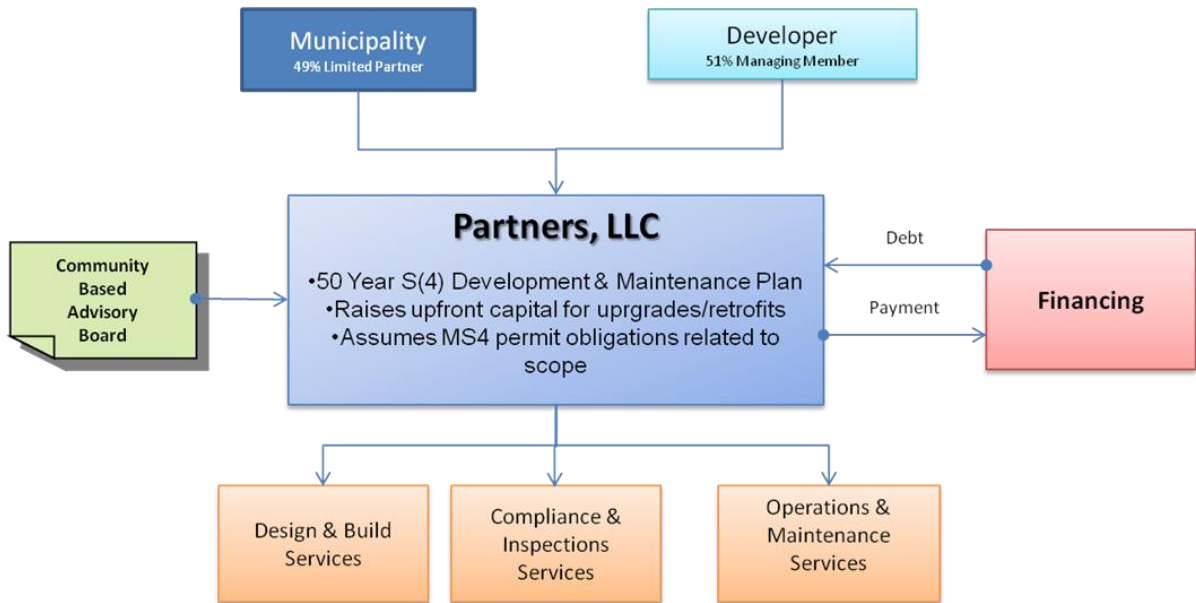 Municipality
49% Limited Partner
Developer
51% Managing Member
Partners, LLC
•50 Year S(4) Development & Maintenance Plan
•Raises upfront capital for uprgrades/retrofits
•Assumes MS4 permit obligations related to
scope
Community
Based
Advisory
Board
Debt
Payment
Financing
Design & Build
Services
Compliance &
Inspections
Services
Operations &
Maintenance
Services